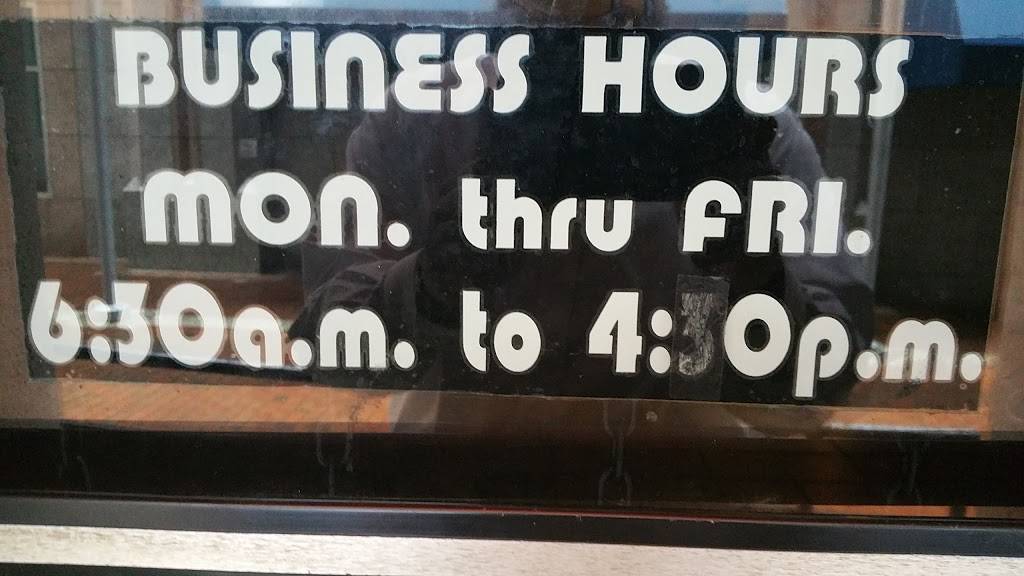 BUSINESS HOURS
MON. thru FRI.
6:30a.m. to 4:30p.m.